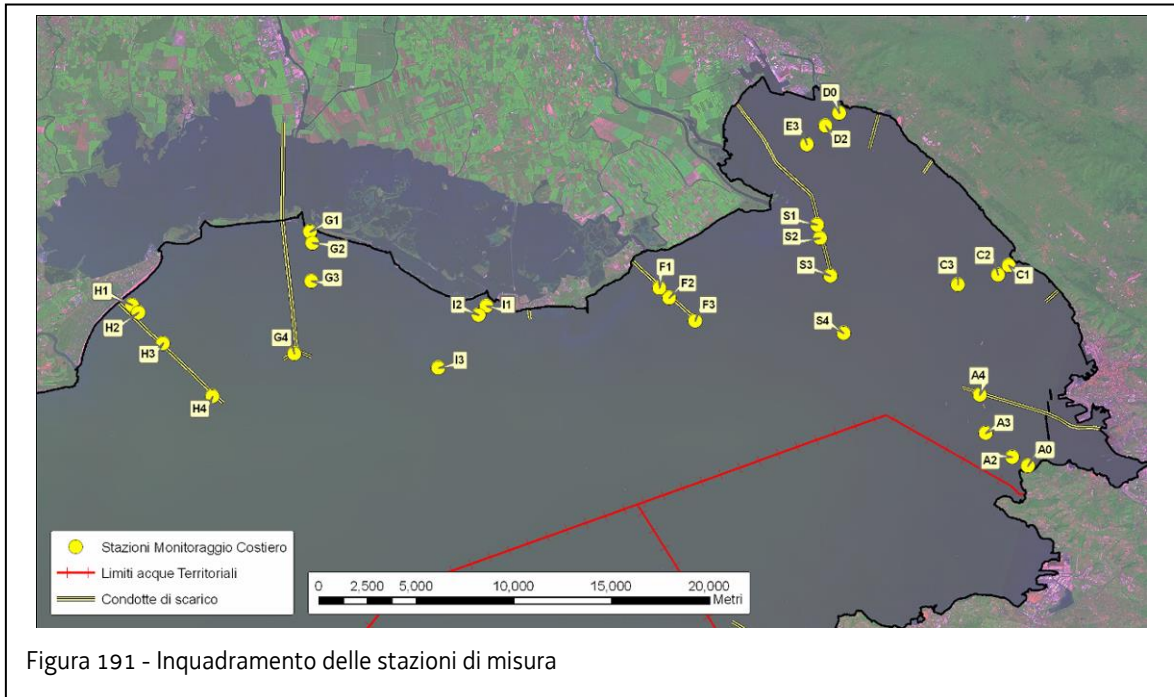 D0
E3
D2
G1
S1
G2
S2
C2
G3
S3
C3
C1
H1
F1
F2
I2
I1
H2
F3
S4
H3
G4
I3
A4
H4
A3
A2
A0
Stazioni Monitoraggio Costiero
Limiti acque Territoriali
Condotte di scarico
0 2,500 5,000 10,000 15,000 20,000
Metri
Figura 191 - Inquadramento delle stazioni di misura